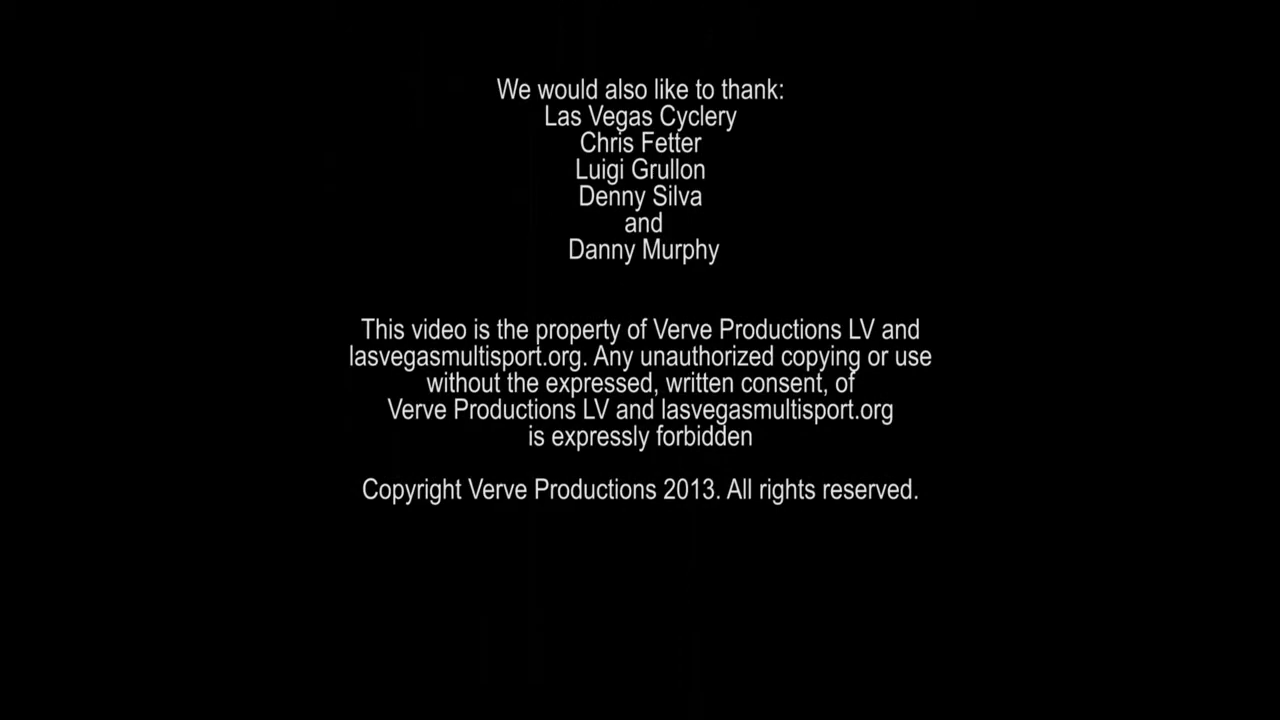 We would also like to thank:
Las Vegas Cyclery
Chris Fetter
Luigi Grullon
Denny Silva
and
Danny Murphy
This video is the property of Verve Productions LV and
lasvegasmultisport.org. Any unauthorized copying or use
without the expressed, written consent, of
Verve Productions LV and lasvegasmultisport.org
is expressly forbidden
Copyright Verve Productions 2013. All rights reserved.